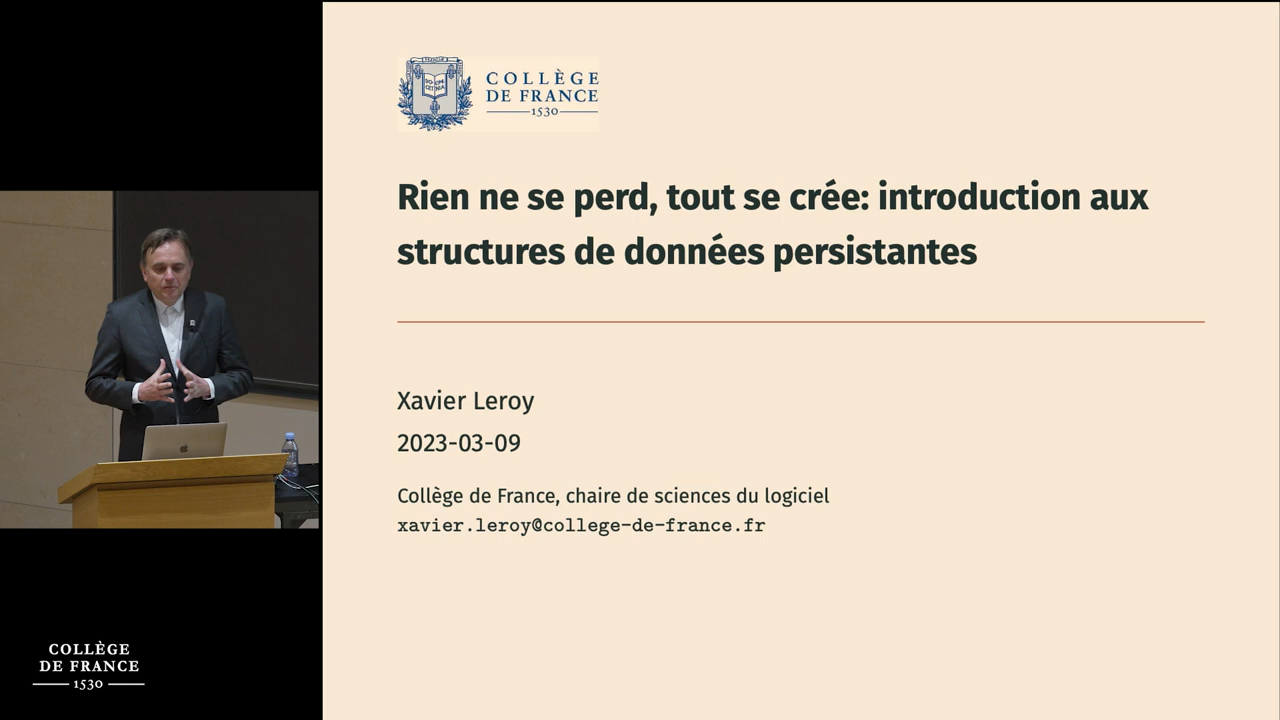 COLLÈGE
DE FRANCE
1530
Rien ne se perd, tout se crée: introduction aux
structures de données persistantes
Xavier Leroy
2023-03-09
Collège de France, chaire de sciences du logiciel
xavier.leroy@college-de-france.fr
COLLÈGE
DE FRANCE
1530